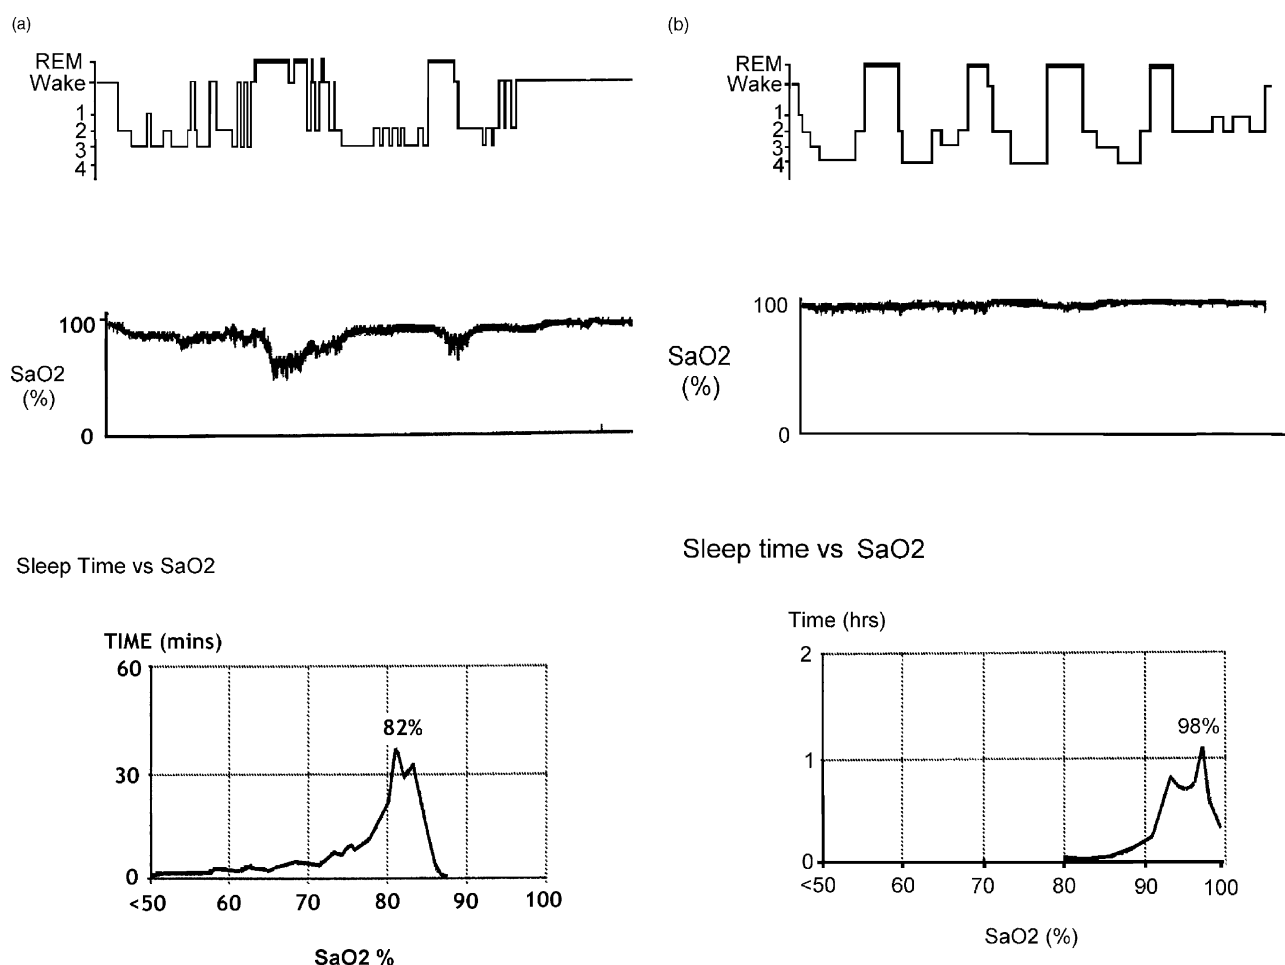 (a)
REM
Wake
1
2
3
4
100
SaO2
(%)
0
Sleep Time vs SaO2
TIME (mins)
60
82%
30
0
<50 60 70 80 90 100
SaO2 %
(b)
REM
Wake
1
2
3
4
100
SaO2
(%)
0
Sleep time vs SaO2
Time (hrs)
2
98%
1
0
<50 60 70 80 90 100
SaO2 (%)